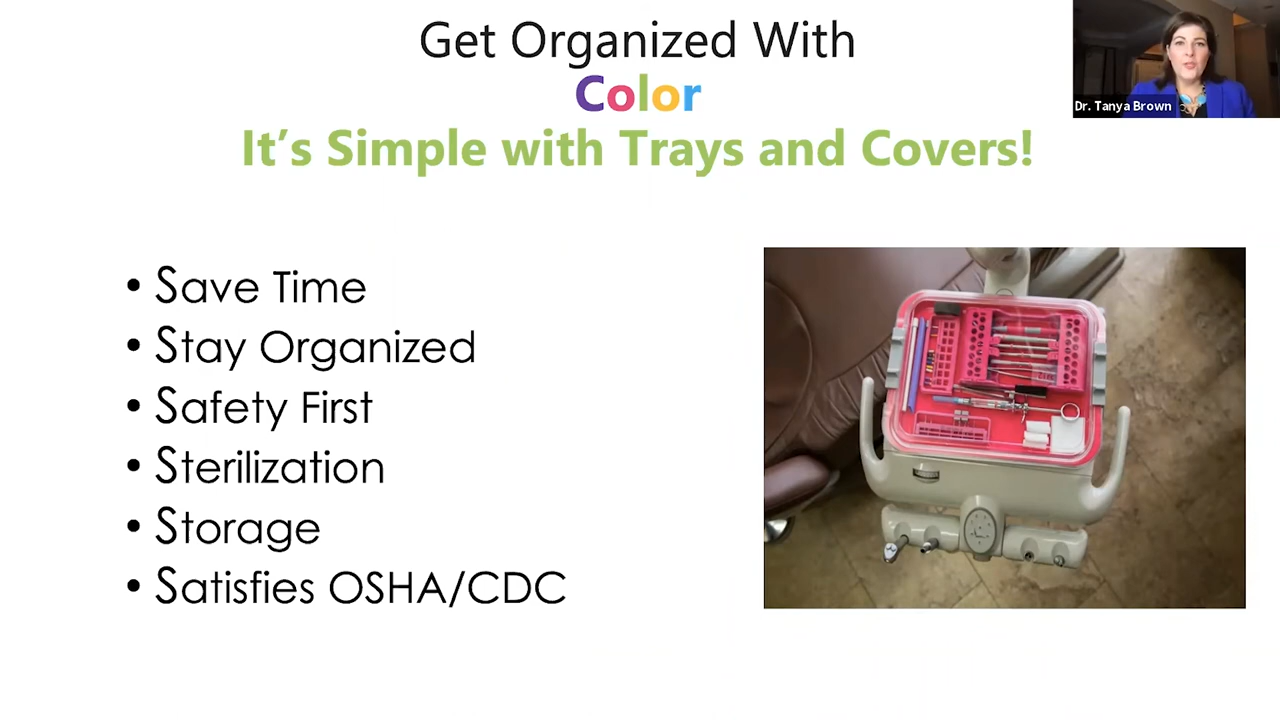 Get Organized With
Color
It's Simple with Trays and Covers!
Dr. Tanya Brown
• Save Time
• Stay Organized
• Safety First
• Sterilization
• Storage
• Satisfies OSHA/CDC